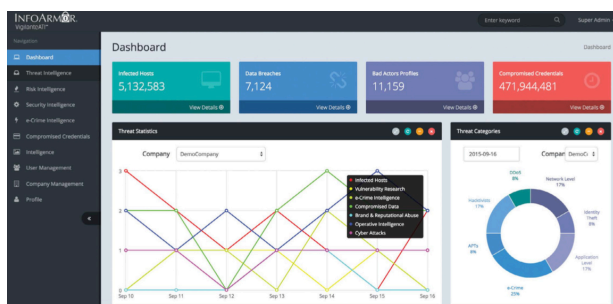 INFOARMOR.
VigilanteATI
Enter keyword
Super Admin
Navigation
Dashboard
Threat Intelligence
Risk Intelligence
Security Intelligence
e-Crime Intelligence
Compromised Credentials
Intelligence
User Management
Company Management
Profile
Dashboard
Dashboard
Infected Hosts
5,132,583
View Details
Data Breaches
7,124
View Details
Bad Actors Profiles
11,159
View Details
Compromised Credentials
471,944,481
View Details
Threat Statistics
Company
DemoCompany
3
2
1
0
Sep 10
Sep 11
Sep 12
Sep 13
Sep 14
Sep 15
Sep 16
Infected Hosts
Vulnerability Research
e-Crime Intelligence
Compromised Data
Brand & Reputational Abuse
Operative Intelligence
Cyber Attacks
Threat Categories
2015-09-16
Compan
DemoC
DDoS
8%
Network Level
17%
Identity
Theft
8%
Application
Level
17%
e-Crime
25%
APTs
8%
Hacktivists
17%